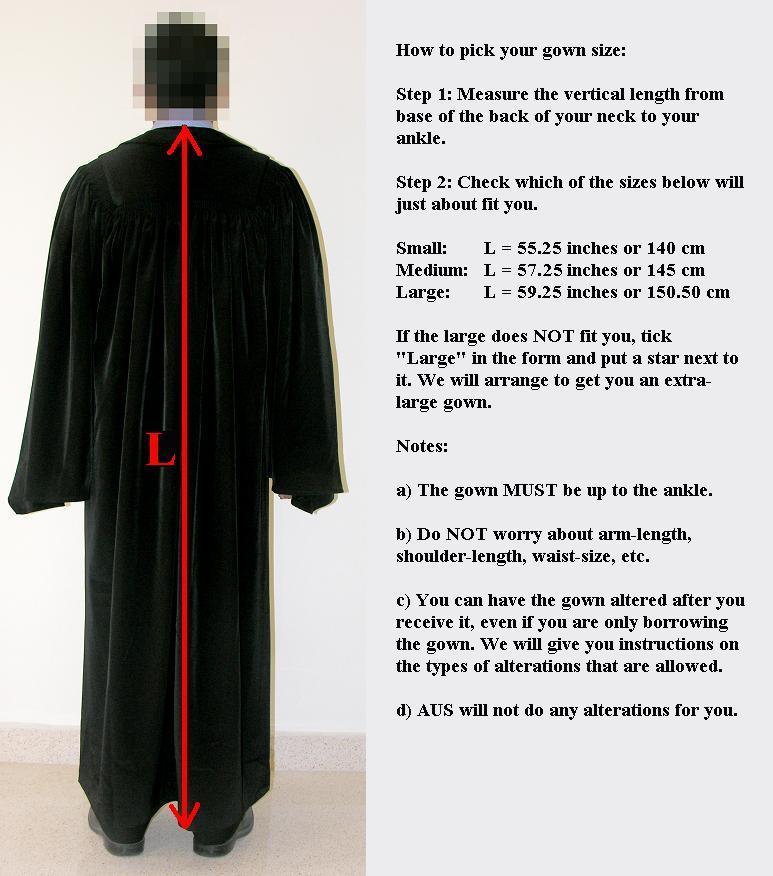 L
How to pick your gown size:
Step 1: Measure the vertical length from
base of the back of your neck to your
ankle.
Step 2: Check which of the sizes below will
just about fit you.
Small: L = 55.25 inches or 140 cm
Medium: L = 57.25 inches or 145 cm
Large: L = 59.25 inches or 150.50 cm
If the large does NOT fit you, tick
"Large" in the form and put a star next to
it. We will arrange to get you an extra-
large gown.
Notes:
a) The gown MUST be up to the ankle.
b) Do NOT worry about arm-length,
shoulder-length, waist-size, etc.
c) You can have the gown altered after you
receive it, even if you are only borrowing
the gown. We will give you instructions on
the types of alterations that are allowed.
d) AUS will not do any alterations for you.